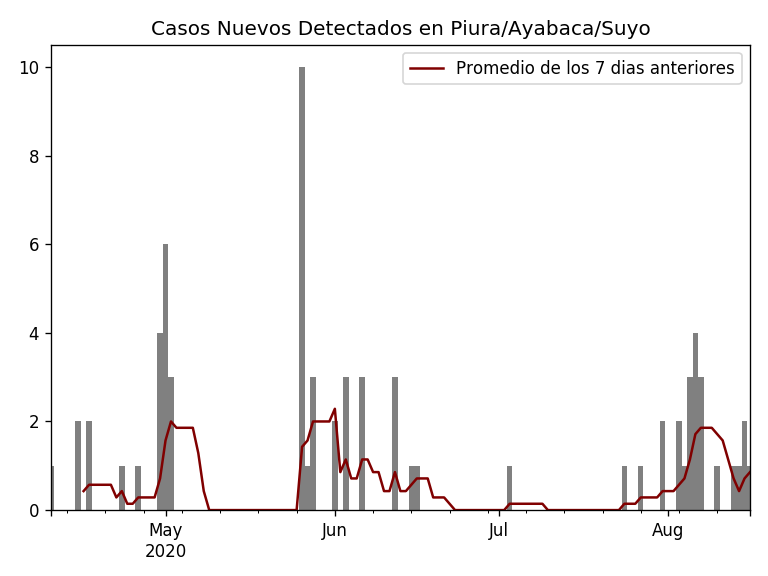 Casos Nuevos Detectados en Piura/Ayabaca/Suyo
Promedio de los 7 dias anteriores
10
8
6
4
2
0
May
2020
Jun
Jul
Aug